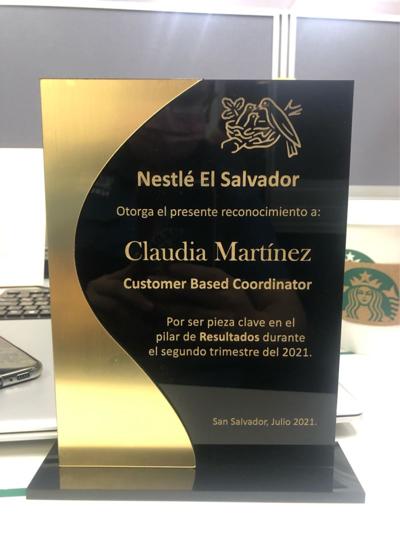 Nestlé El Salvador
Otorga el presente reconocimiento a:
Claudia Martínez
Customer Based Coordinator
Por ser pieza clave en el
pilar de Resultados durante
el segundo trimestre del 2021.
San Salvador, Julio 2021.